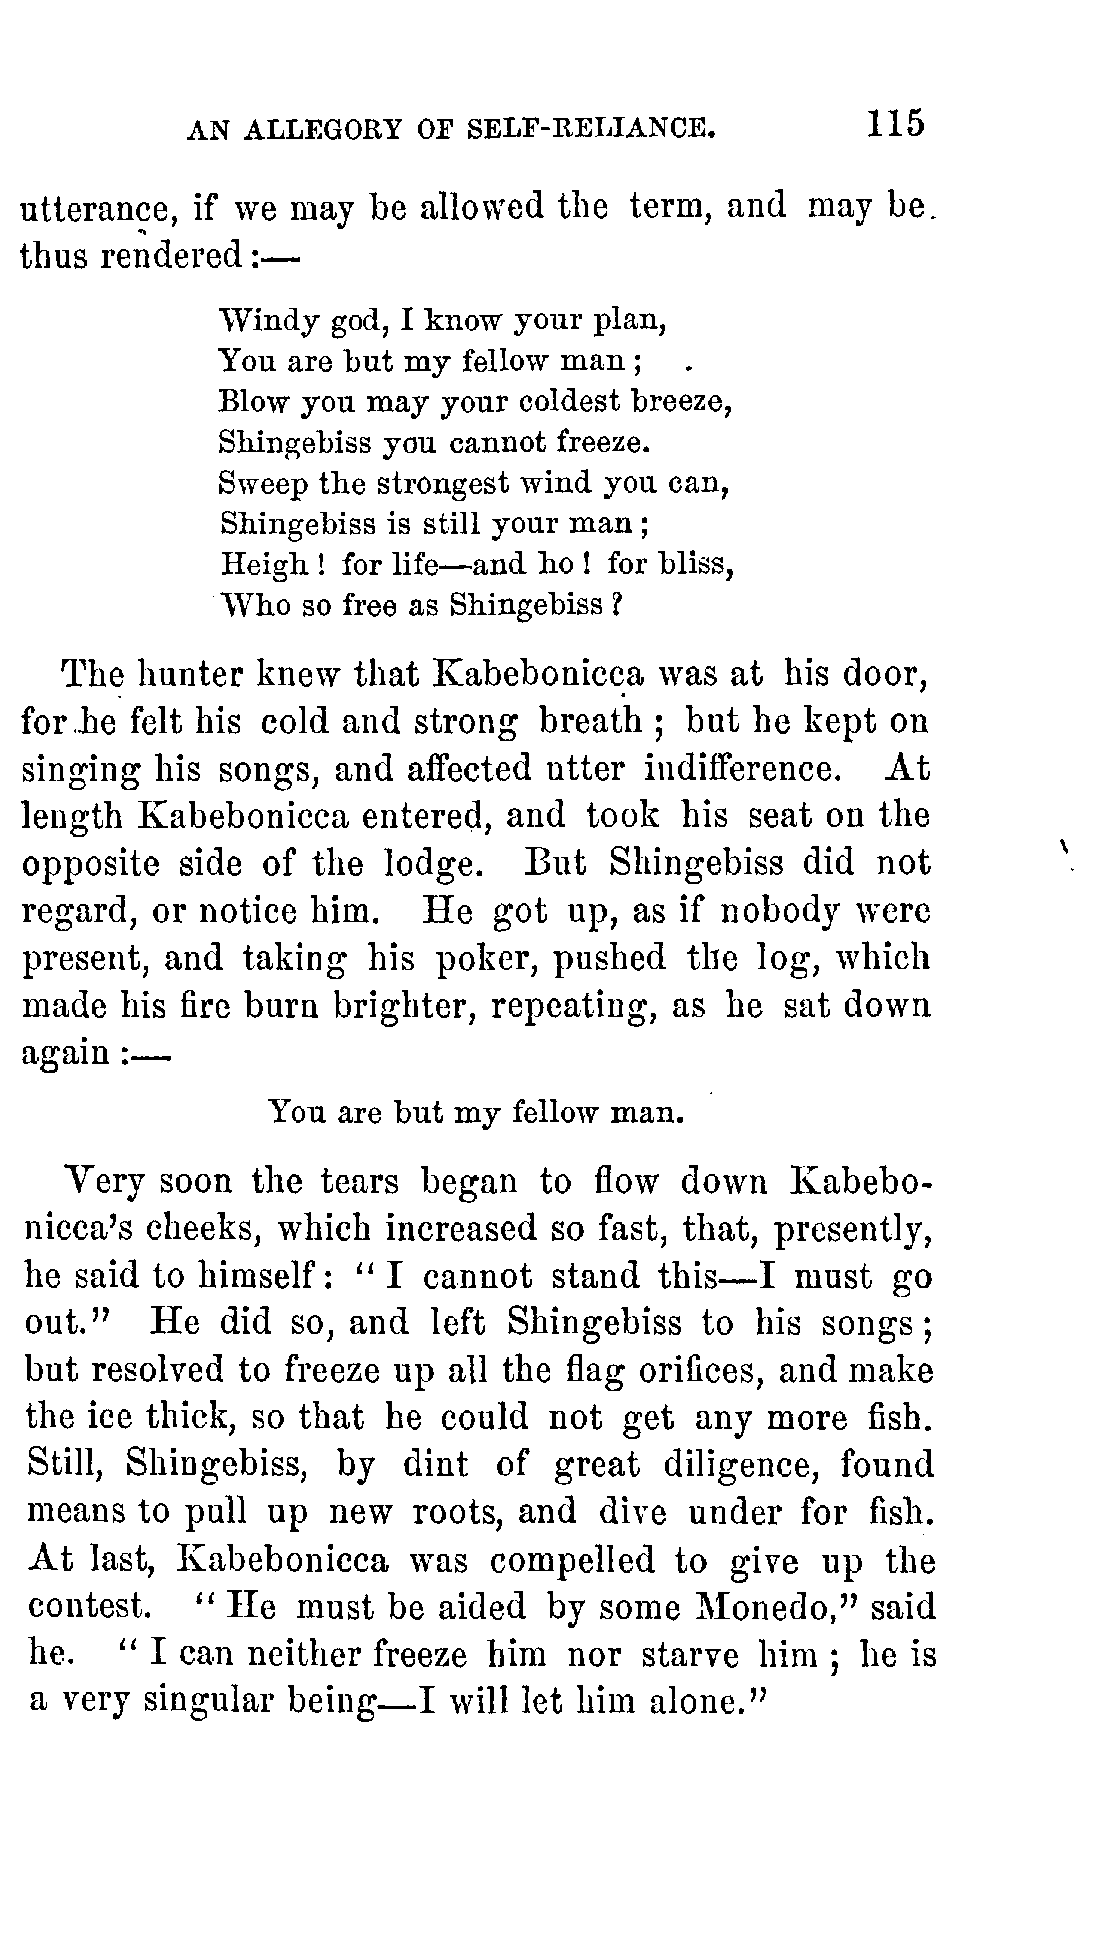 AN ALLEGORY OF SELF-RELIANCE. 115
utterance, if we may be allowed the term, and may be.
thus rendered :—
Windy god, I know your plan,
You are but my fellow man ;
Blow you may your coldest breeze,
Shingebiss you cannot freeze.
Sweep the strongest wind you can,
Shingebiss is still your man ;
Heigh ! for life—and ho ! for bliss,
Who so free as Shingebiss ?
The hunter knew that Kabebonicca was at his door,
for he felt his cold and strong breath ; but he kept on
singing his songs, and affected utter indifference. At
length Kabebonicca entered, and took his seat on the
opposite side of the lodge. But Shingebiss did not
regard, or notice him. He got up, as if nobody were
present, and taking his poker, pushed the log, which
made his fire burn brighter, repeating, as he sat down
again :—
You are but my fellow man.
Very soon the tears began to flow down Kabebo-
nicca's cheeks, which increased so fast, that, presently,
he said to himself : " I cannot stand this—I must go
out." He did so, and left Shingebiss to his songs ;
but resolved to freeze up all the flag orifices, and make
the ice thick, so that he could not get any more fish.
Still, Shingebiss, by dint of great diligence, found
means to pull up new roots, and dive under for fish.
At last, Kabebonicca was compelled to give up the
contest. " He must be aided by some Monedo," said
he. " I can neither freeze him nor starve him ; he is
a very singular being—I will let him alone."